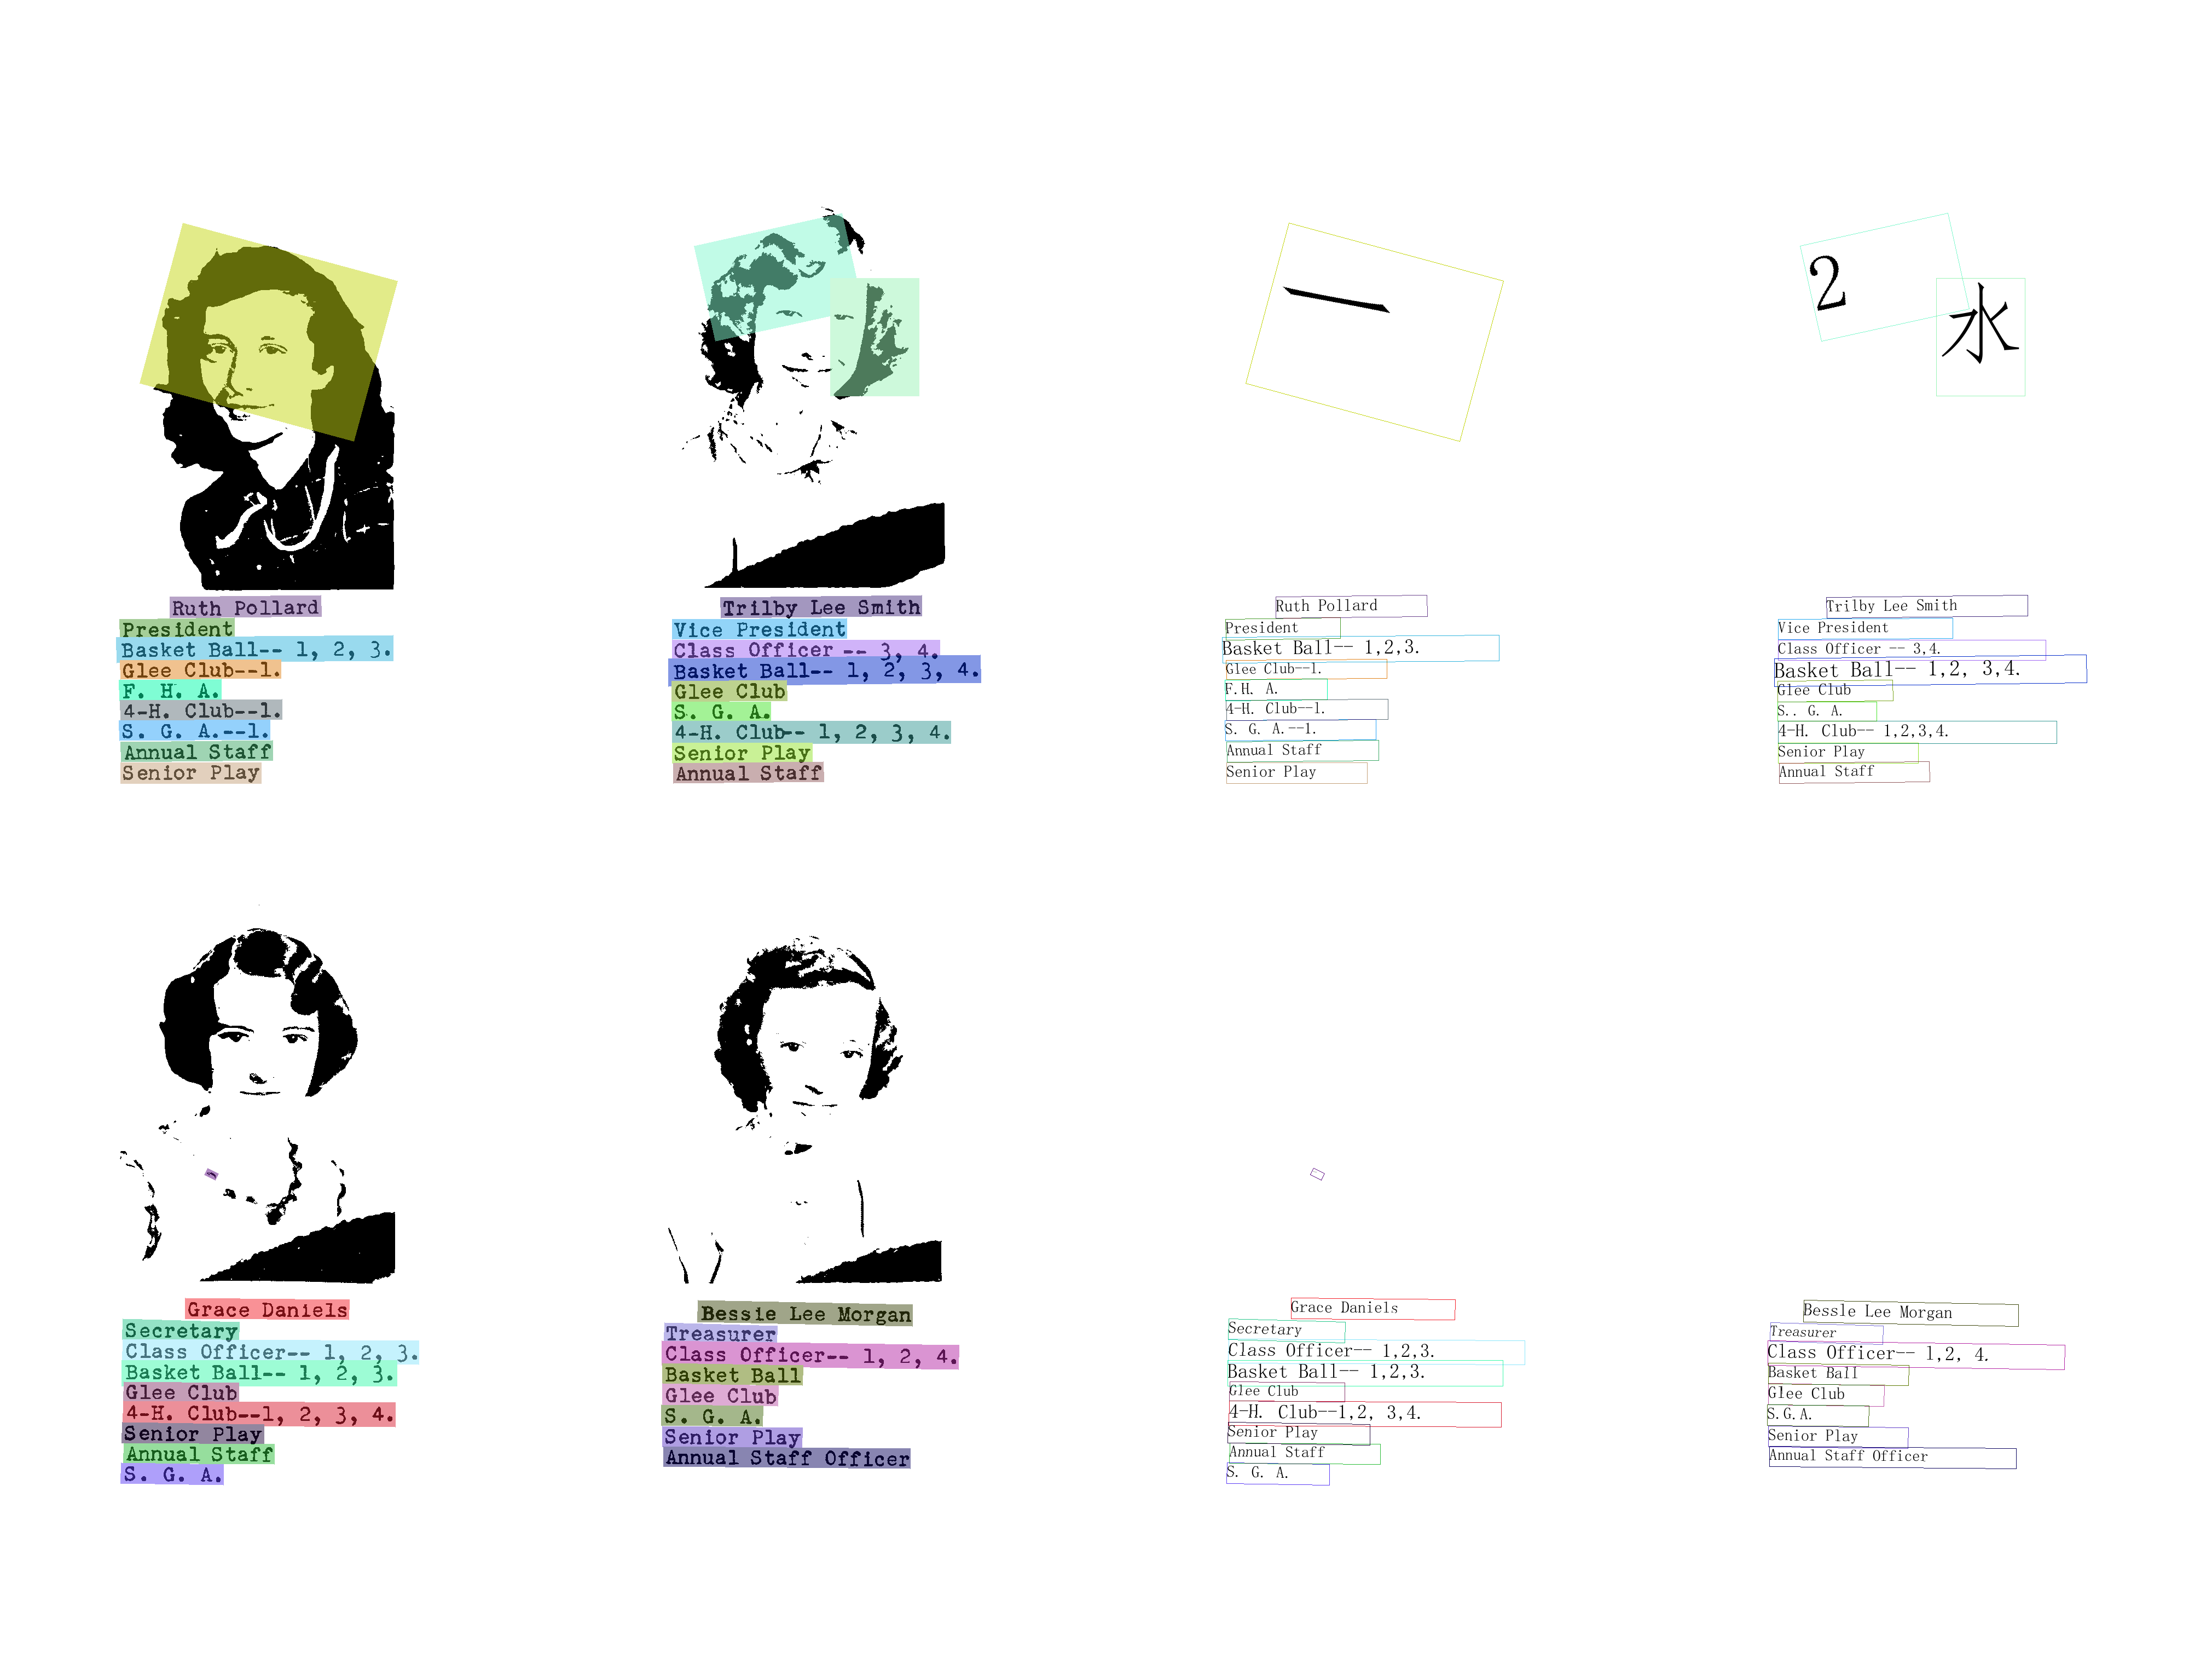 Ruth Pollard
President
Basket Ball-- 1, 2, 3.
Glee Club--1.
F. H. A.
4-H. Club--1.
S. G. A.--1.
Annual Staff
Senior Play
Trilby Lee Smith
Vice President
Class Officer -- 3, 4.
Basket Ball-- 1, 2, 3, 4.
Glee Club
S. G. A.
4-H. Club-- 1, 2, 3, 4.
Senior Play
Annual Staff
一
Ruth Pollard
President
Basket Ball-- 1,2,3.
Glee Club--1.
F.H. A.
4-H. Club--1.
S. G. A.--1.
Annual Staff
Senior Play
2
水
Trilby Lee Smith
Vice President
Class Officer -- 3,4.
Basket Ball-- 1,2, 3,4.
Glee Club
S.. G. A.
4-H. Club-- 1,2,3,4.
Senior Play
Annual Staff
Grace Daniels
Secretary
Class Officer-- 1, 2, 3.
Basket Ball-- 1, 2, 3.
Glee Club
4-H. Club--1, 2, 3, 4.
Senior Play
Annual Staff
S. G. A.
Bessie Lee Morgan
Treasurer
Class Officer-- 1, 2, 4.
Basket Ball
Glee Club
S. G. A.
Senior Play
Annual Staff Officer
Grace Daniels
Secretary
Class Officer-- 1,2,3.
Basket Ball-- 1,2,3.
Glee Club
4-H. Club--1,2, 3,4.
Senior Play
Annual Staff
S. G. A.
Bessle Lee Morgan
Treasurer
Class Officer-- 1,2, 4.
Basket Ball
Glee Club
S.G.A.
Senior Play
Annual Staff Officer